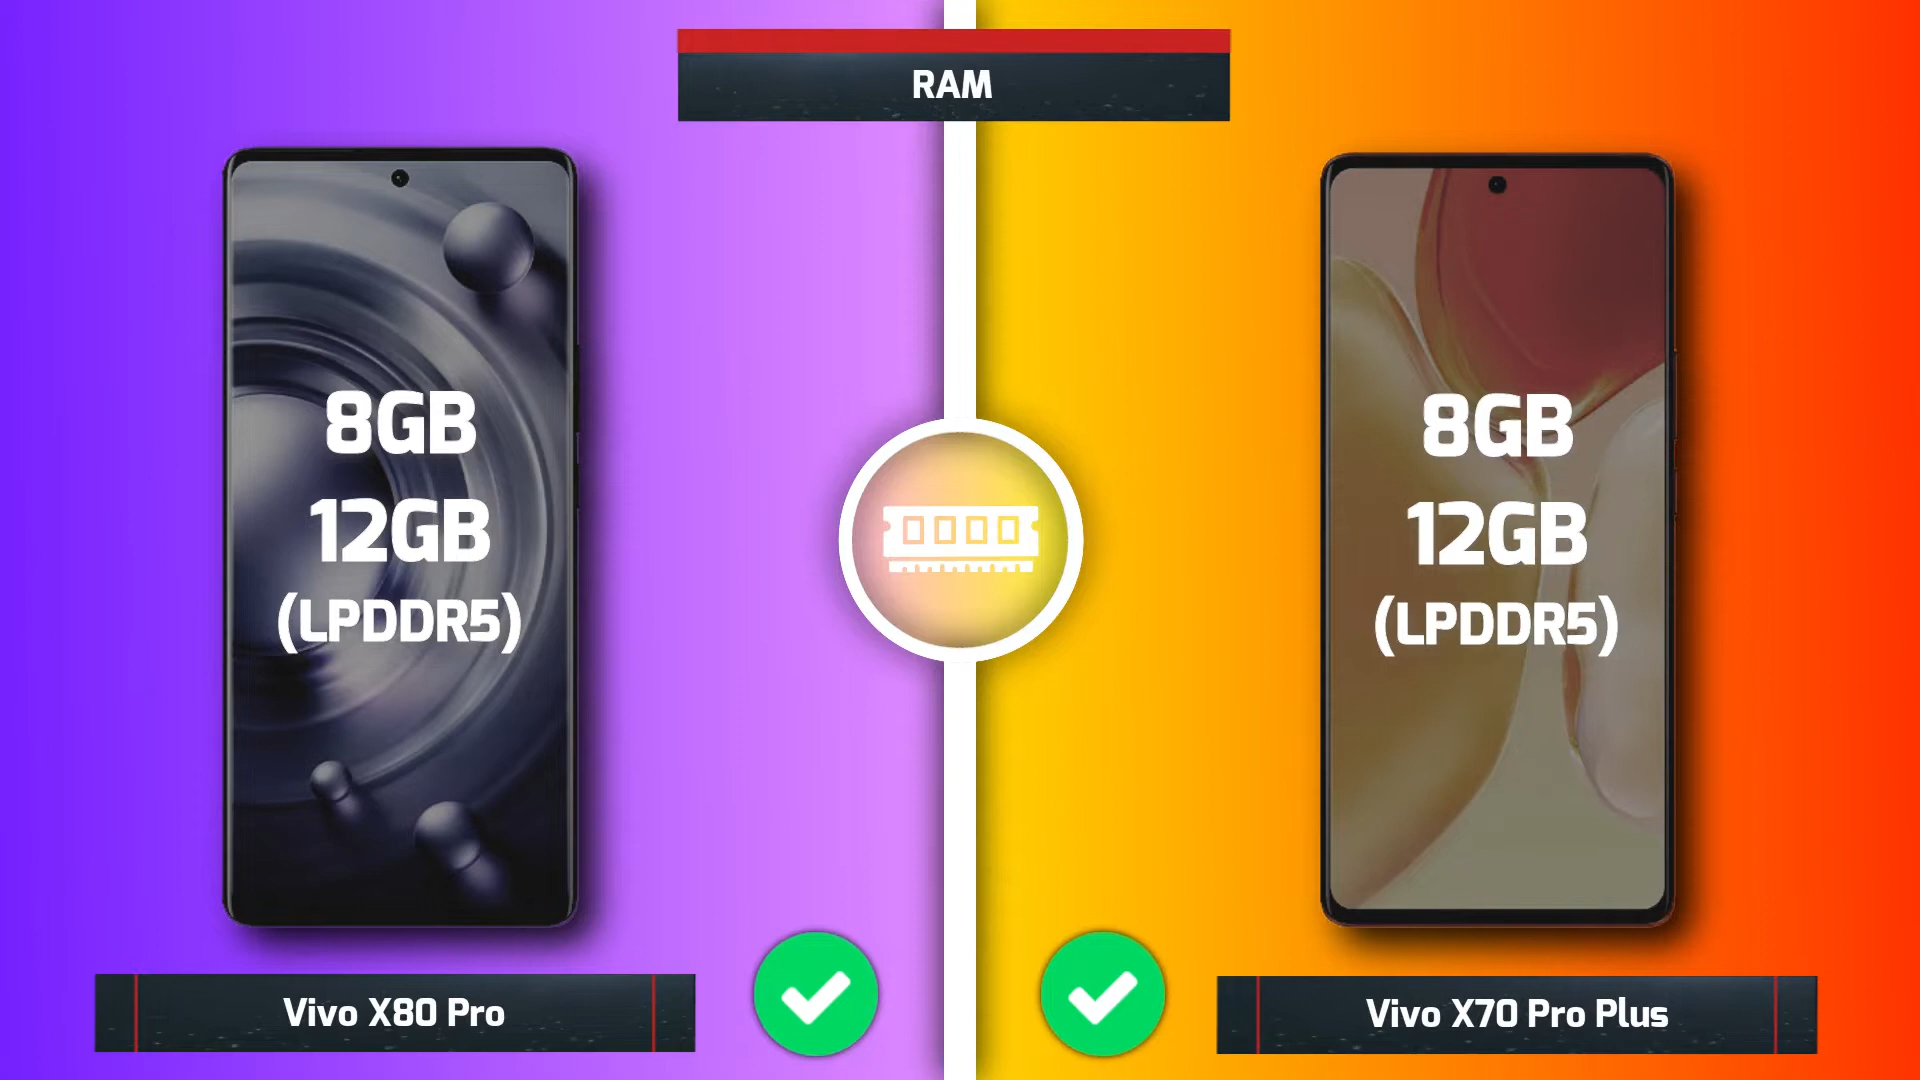 RAM
8GB
12GB
(LPDDR5)
Vivo X80 Pro
8GB
12GB
(LPDDR5)
Vivo X70 Pro Plus